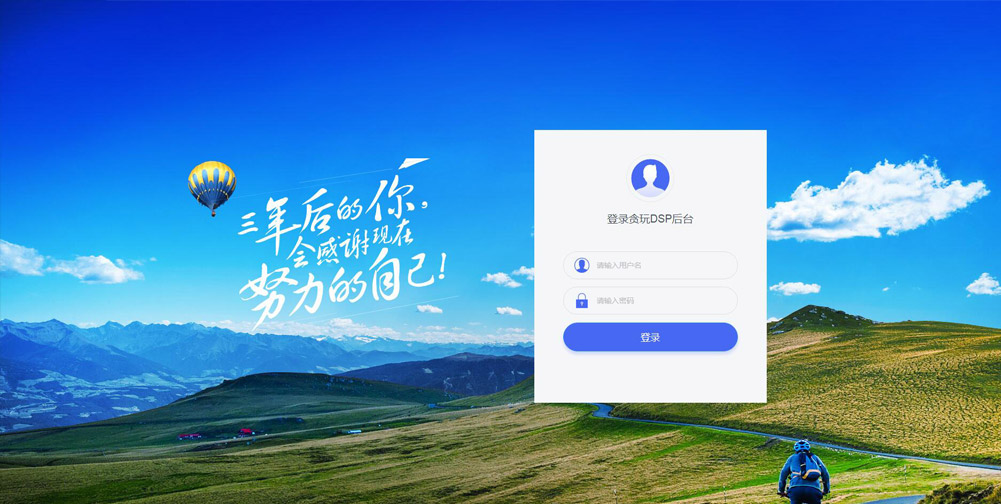 三年后的你，
会感谢现在
努力的自己！
登录贪玩DSP后台
请输入用户名
请输入密码
登录